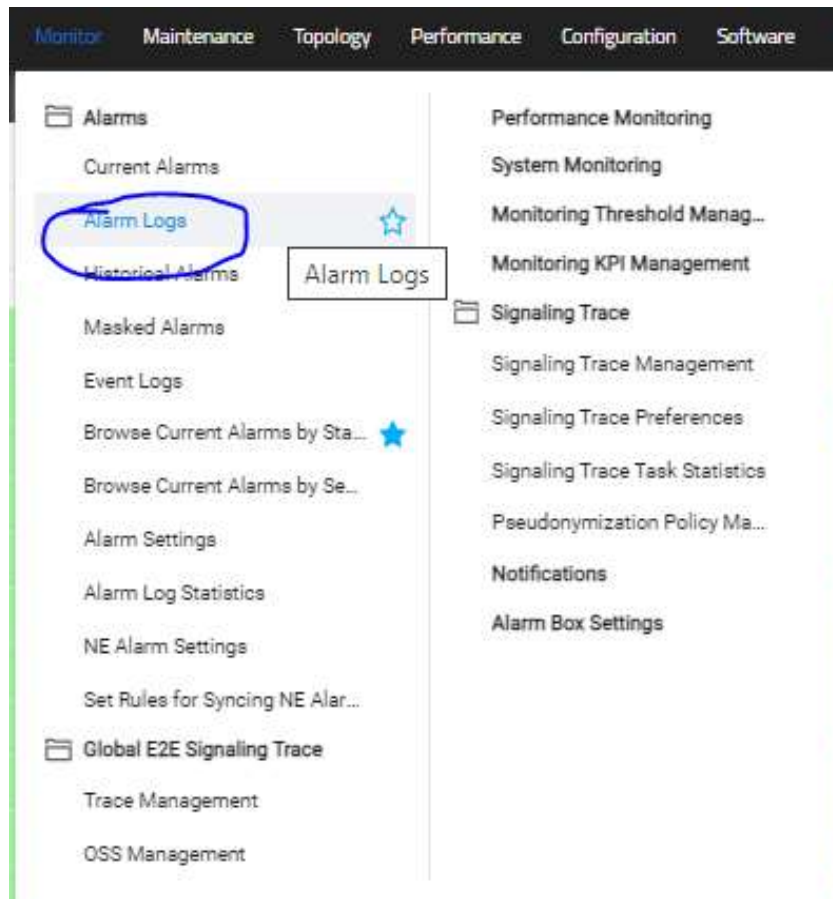 Monitor Maintenance Topology Performance Configuration Software
Alarms
Current Alarms
Alarm Logs
Alarm Logs
Historical Alarms
Masked Alarms
Event Logs
Browse Current Alarms by Sta...
Browse Current Alarms by Se...
Alarm Settings
Alarm Log Statistics
NE Alarm Settings
Set Rules for Syncing NE Alar...
Global E2E Signaling Trace
Trace Management
OSS Management
Performance Monitoring
System Monitoring
Monitoring Threshold Manag...
Monitoring KPI Management
Signaling Trace
Signaling Trace Management
Signaling Trace Preferences
Signaling Trace Task Statistics
Pseudonymization Policy Ma...
Notifications
Alarm Box Settings